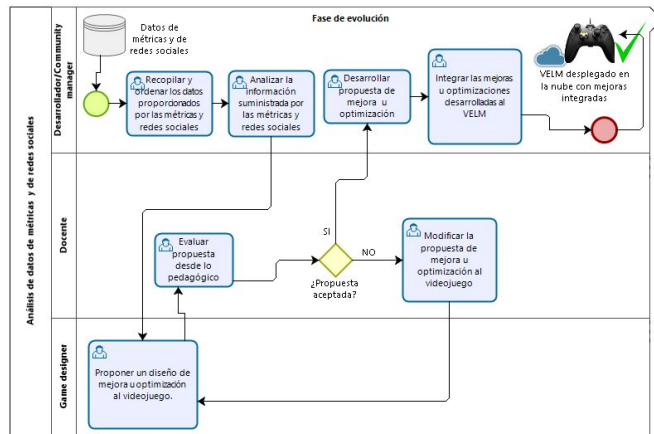 Fase de evolución
Análisis de datos de métricas y de redes sociales
Desarrollador/Community
manager
Datos de
métricas y de
redes sociales
Recopilar y
ordenar los datos
proporcionados
por las métricas y
redes sociales
Analizar la
información
suministrada por
las métricas y
redes sociales
Desarrollar
propuesta de
mejora u
optimización
Integrar las mejoras
u optimizaciones
desarrolladas al
VELM
VELM desplegado en
la nube con mejoras
integradas
Docente
Evaluar
propuesta
desde lo
pedagógico
SI
NO
¿Propuesta
aceptada?
Modificar la
propuesta de
mejora u
optimización al
videojuego
Game designer
Proponer un diseño de
mejora u optimización
al videojuego.